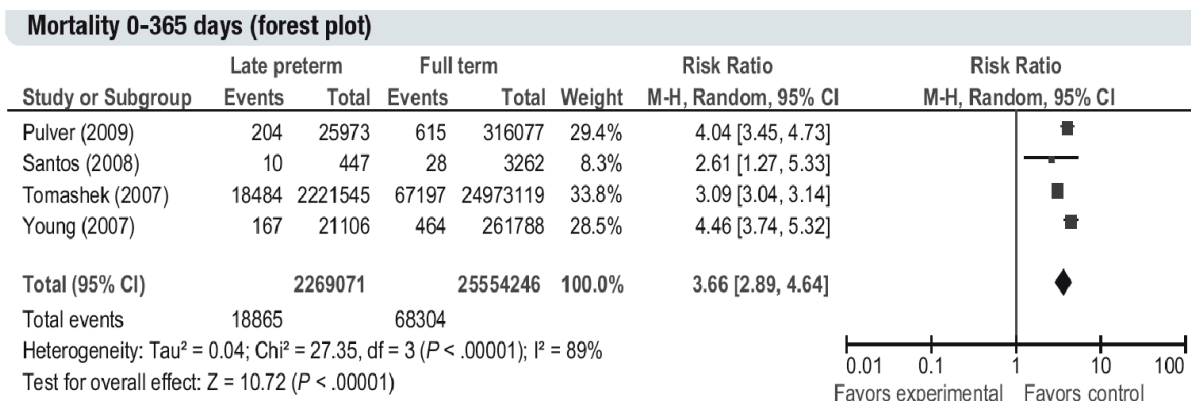 Mortality 0-365 days (forest plot)
Late preterm Full term Risk Ratio Risk Ratio
Study or Subgroup Events Total Events Total Weight M-H, Random, 95% CI M-H, Random, 95% CI
Pulver (2009) 204 25973 615 316077 29.4% 4.04 [3.45, 4.73]
Santos (2008) 10 447 28 3262 8.3% 2.61 [1.27, 5.33]
Tomashek (2007) 18484 2221545 67197 24973119 33.8% 3.09 [3.04, 3.14]
Young (2007) 167 21106 464 261788 28.5% 4.46 [3.74, 5.32]
Total (95% CI) 2269071 25554246 100.0% 3.66 [2.89, 4.64]
Total events 18865 68304
Heterogeneity: Tau² = 0.04; Chi² = 27.35, df = 3 (P < .00001); I² = 89%
Test for overall effect: Z = 10.72 (P < .00001)
0.01 0.1 1 10 100
Favors experimental Favors control